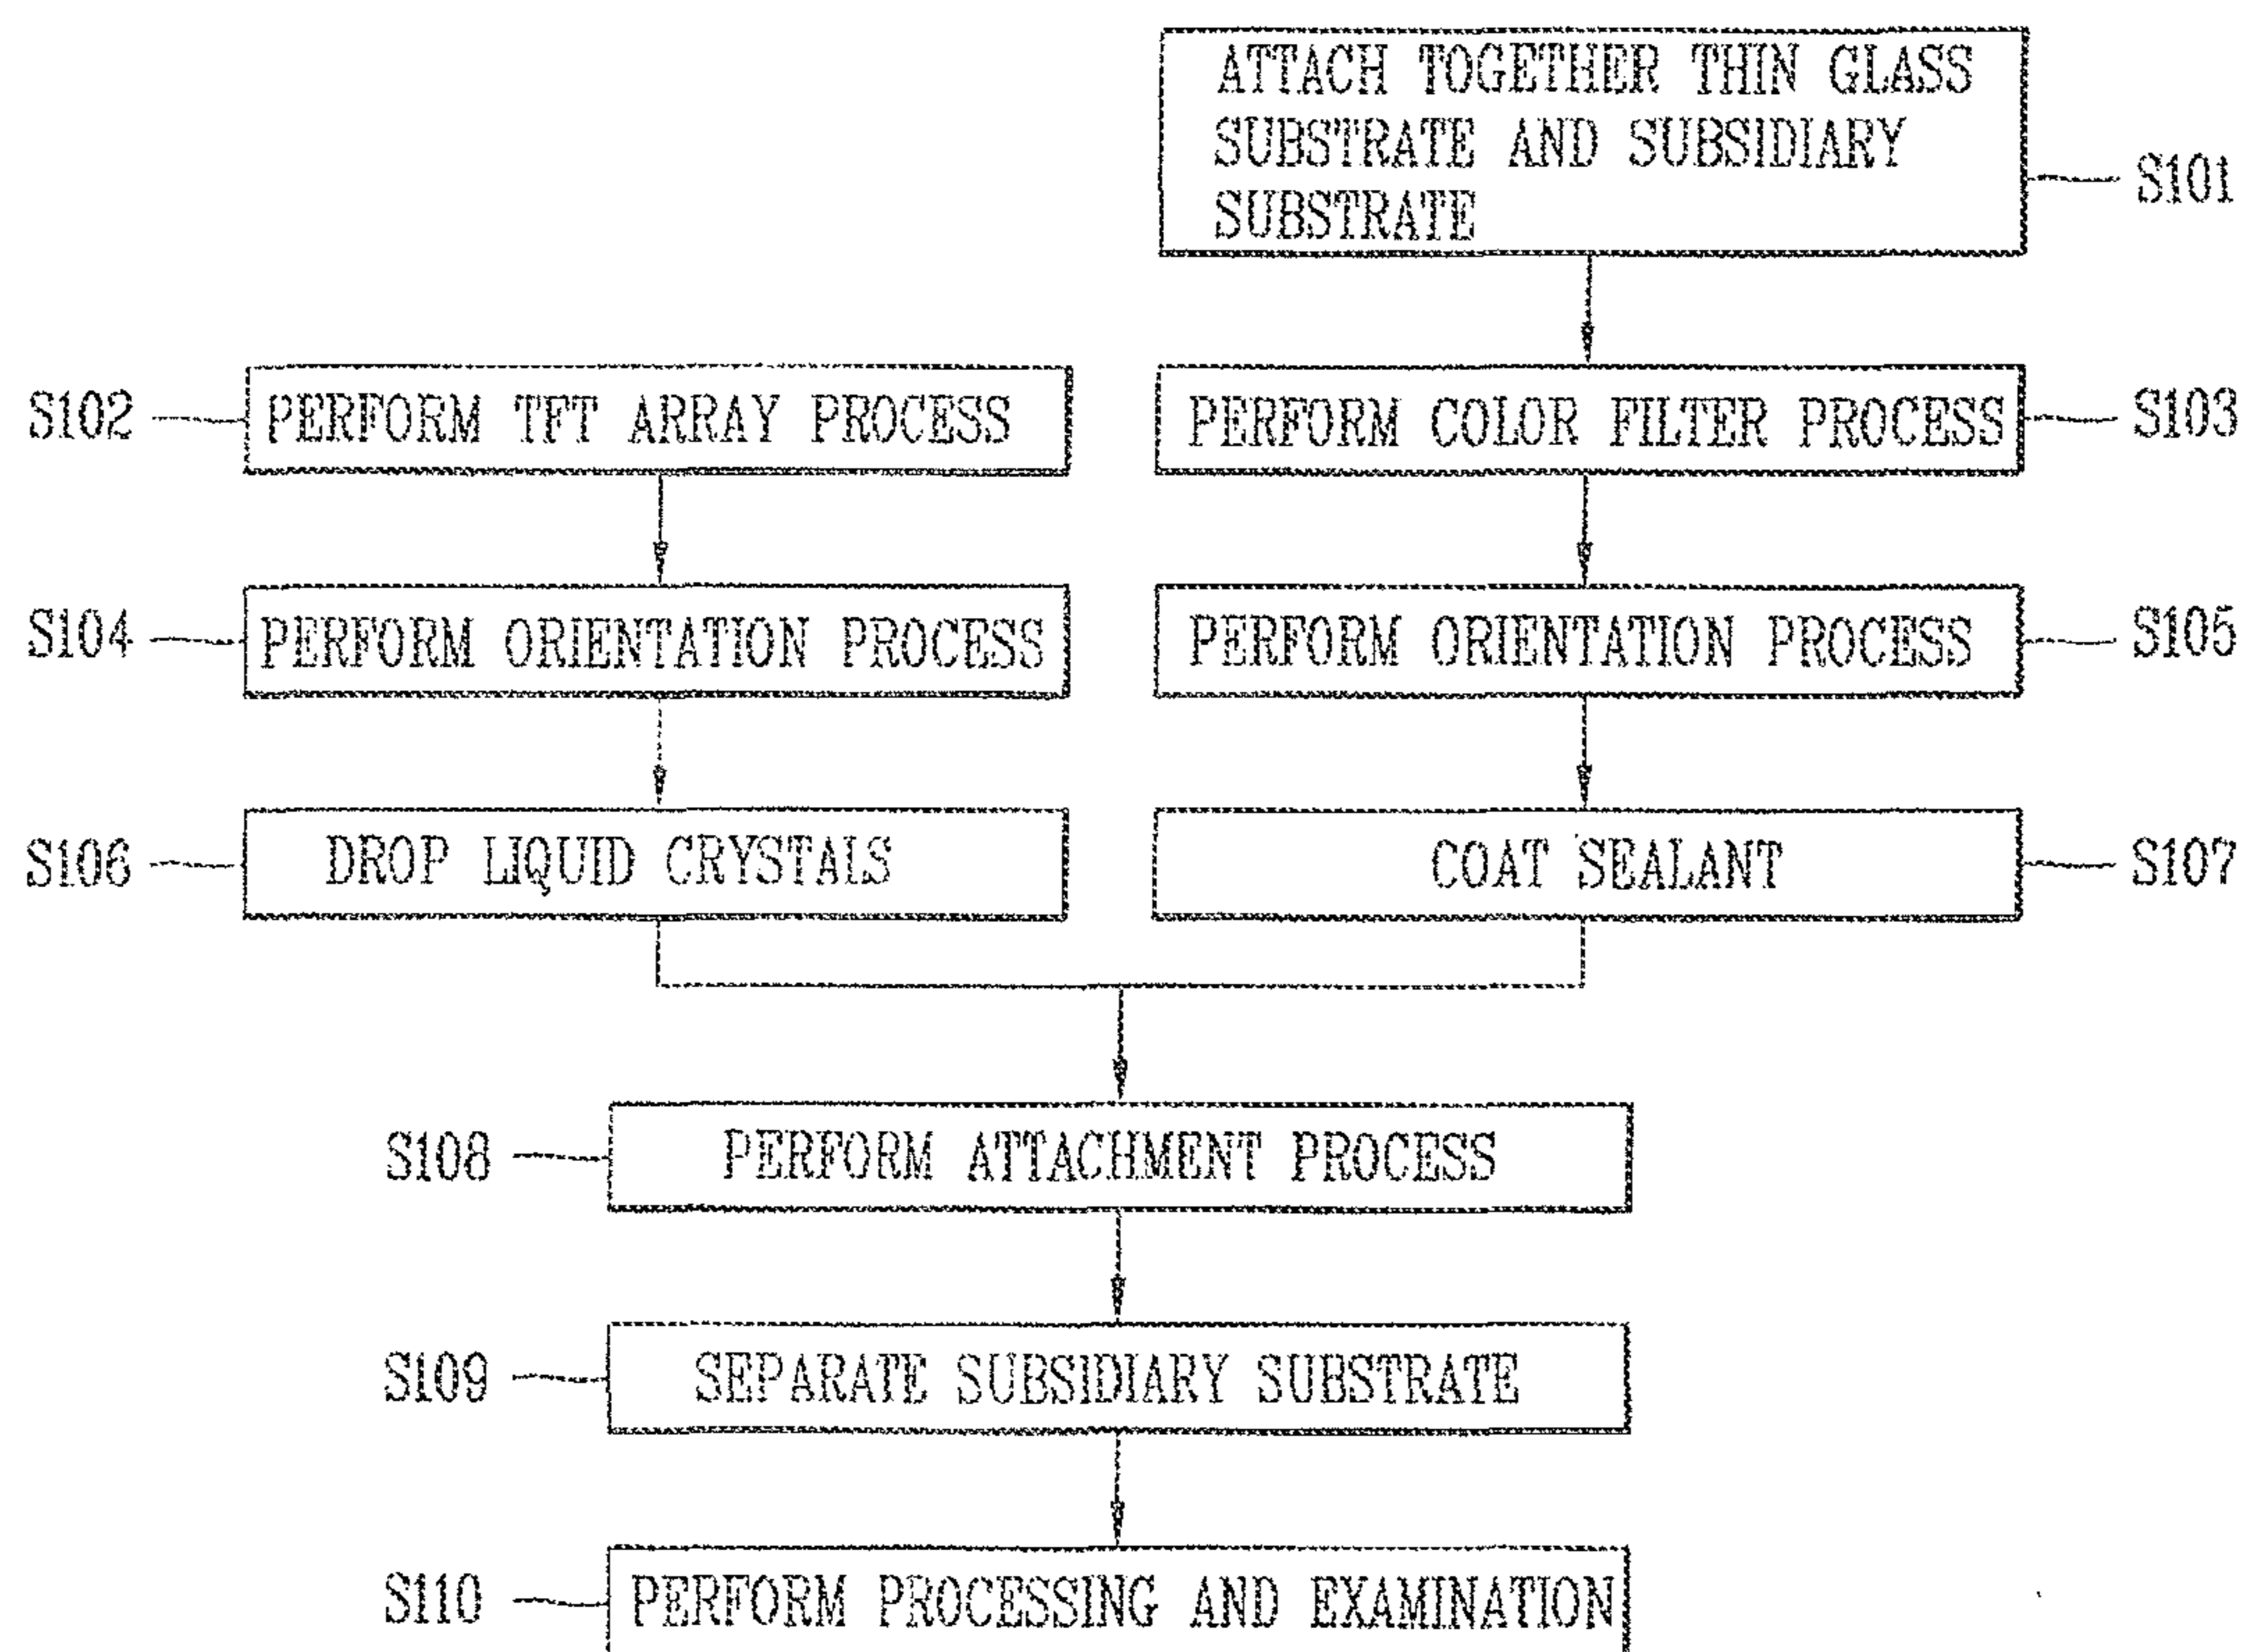 ATTACH TOGETHER THIN GLASS
SUBSTRATE AND SUBSIDIARY
SUBSTRATE
S101
S102
PERFORM TFT ARRAY PROCESS
PERFORM COLOR FILTER PROCESS
S103
S104
PERFORM ORIENTATION PROCESS
PERFORM ORIENTATION PROCESS
S105
S106
DROP LIQUID CRYSTALS
COAT SEALANT
S107
S108
PERFORM ATTACHMENT PROCESS
S109
SEPARATE SUBSIDIARY SUBSTRATE
S110
PERFORM PROCESSING AND EXAMINATION